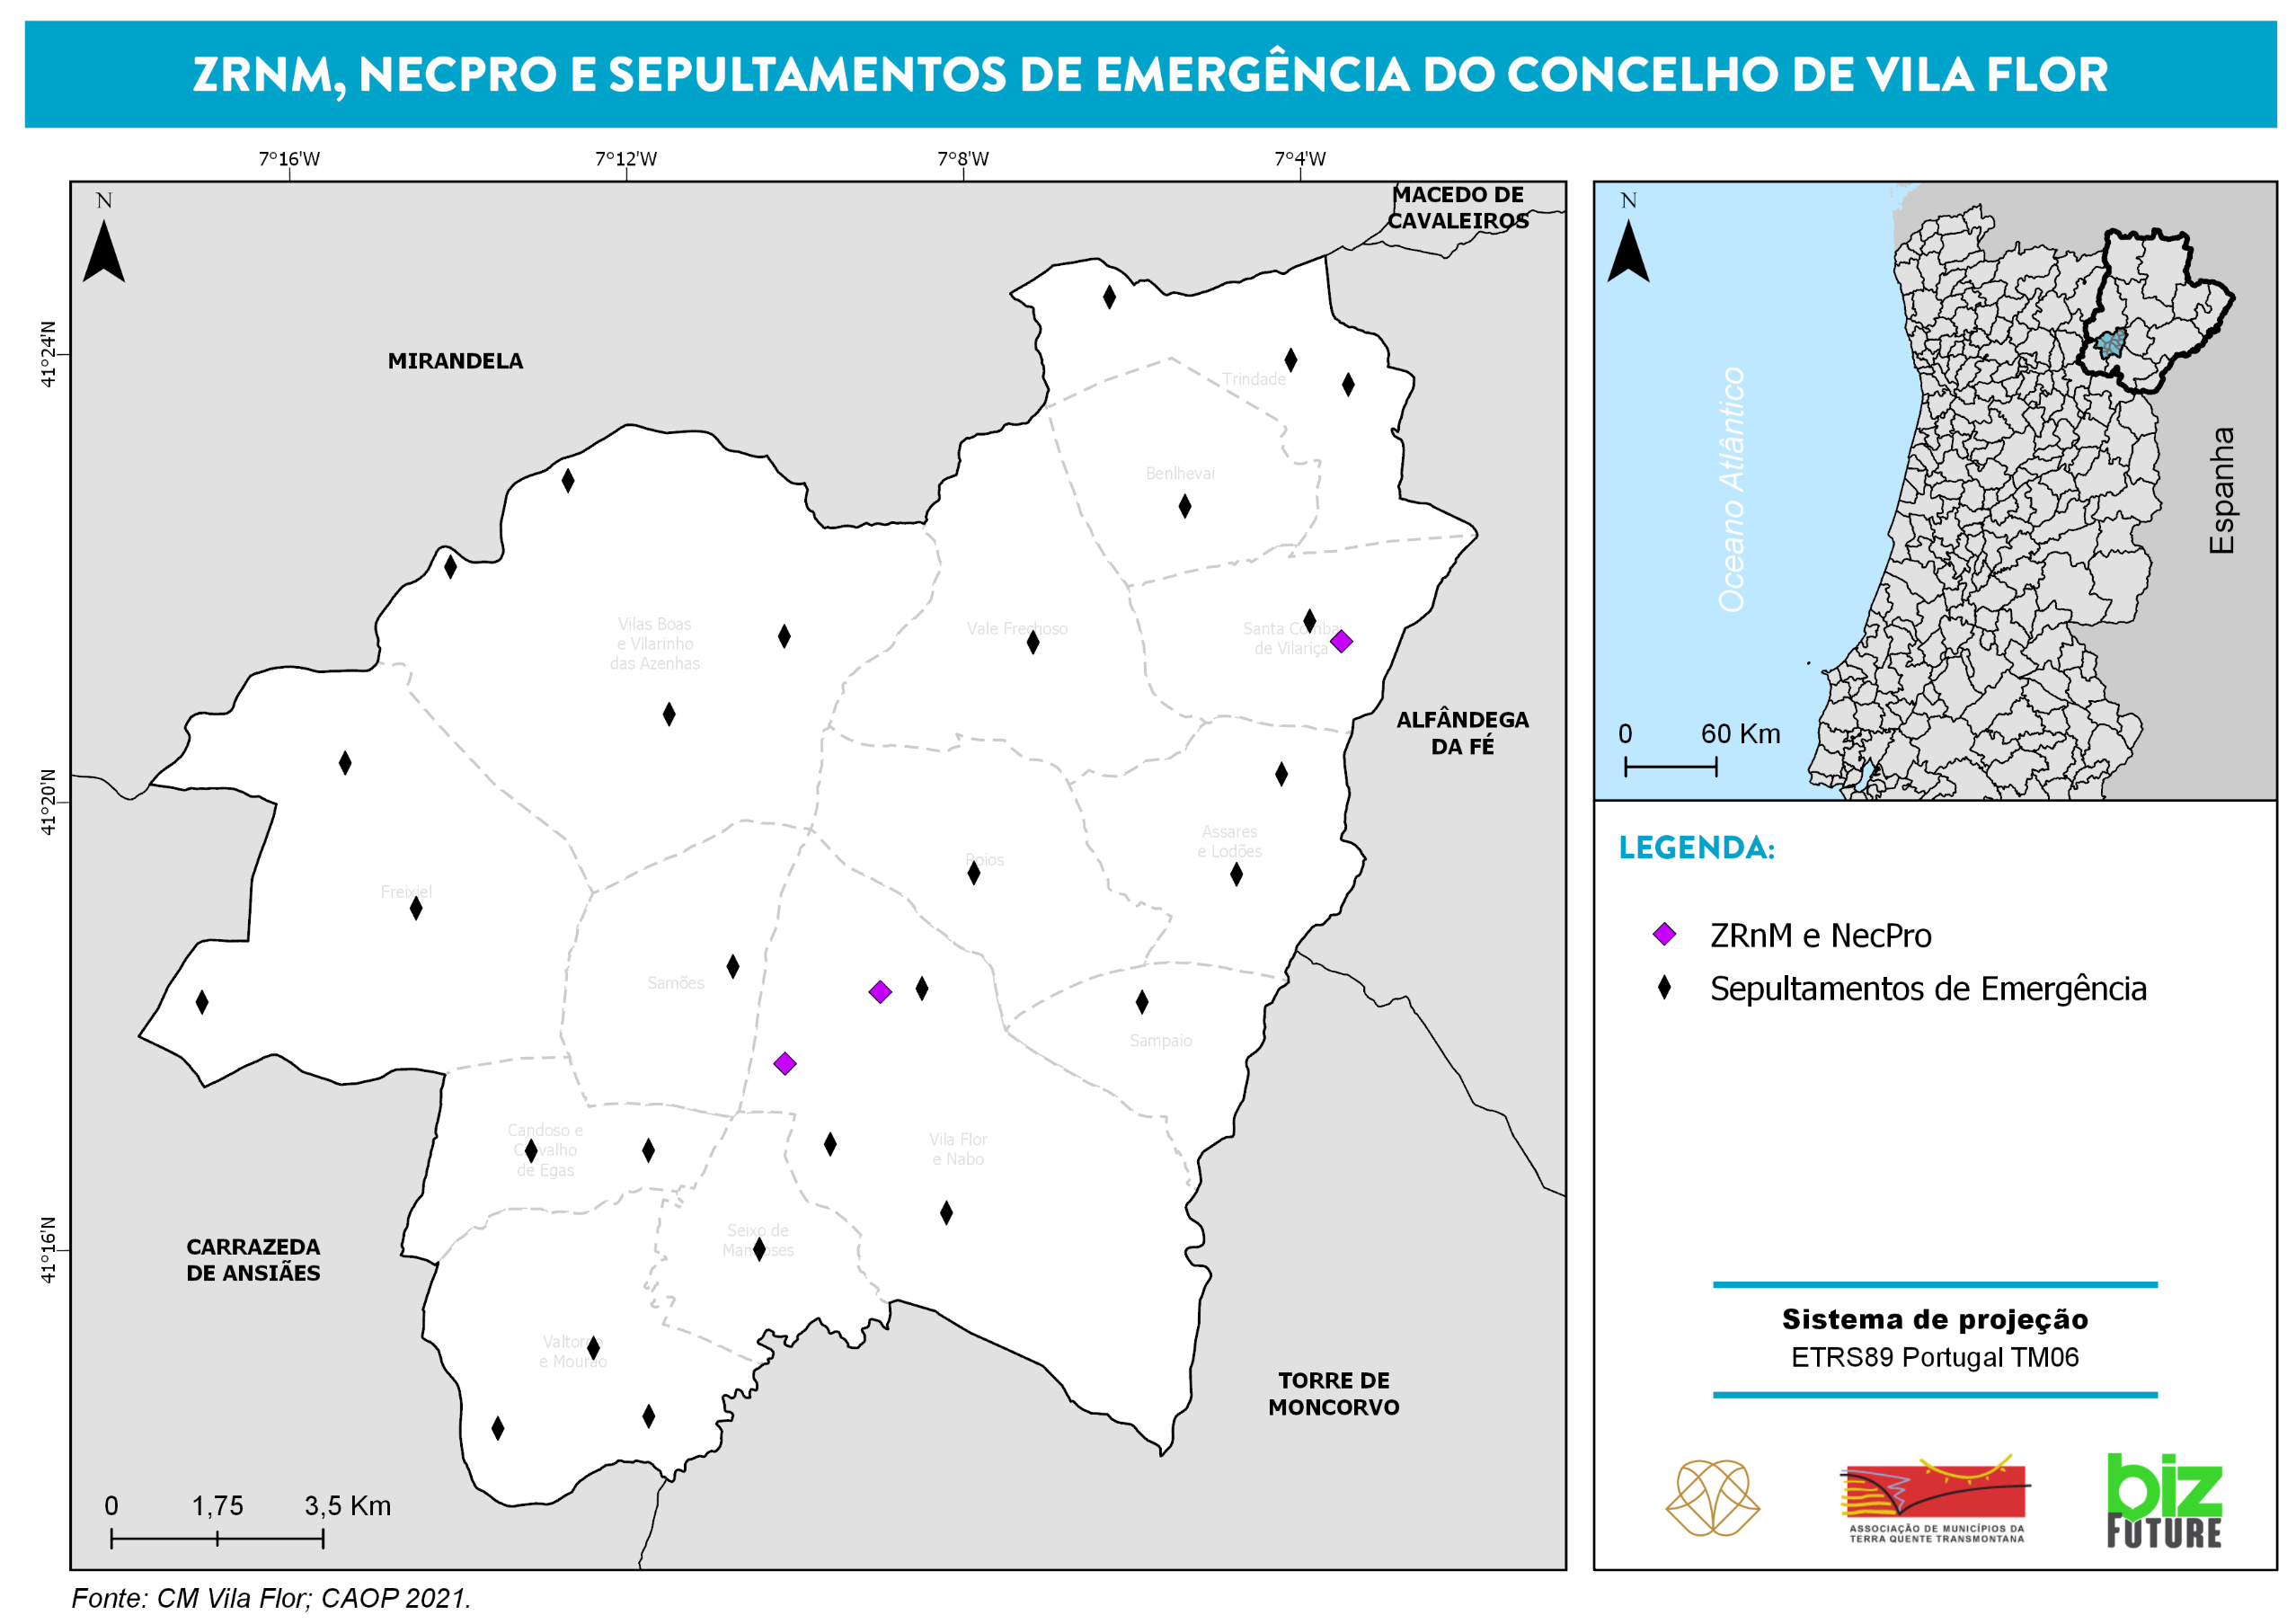 ZRNM, NECPRO E SEPULTAMENTOS DE EMERGÊNCIA DO CONCELHO DE VILA FLOR
7°16'W
7°12'W
7°8'W
7°4'W
41°24'N
41°20'N
41°16'N
N
MACEDO DE
CAVALEIROS
MIRANDELA
Trindade
Benlhevai
Vilas Boas
e Vilarinho
das Azenhas
Vale Frechoso
Santa Comba
de Vilariça
ALFÂNDEGA
DA FÉ
Assares
e Lodões
Roios
Freixiel
Samões
Sampaio
Candoso e
Carvalho
de Egas
Vila Flor
e Nabo
Seixo de
Manhoses
CARRAZEDA
DE ANSIÃES
Valtorno
e Mourão
TORRE DE
MONCORVO
0 1,75 3,5 Km
N
Oceano Atlântico
Espanha
0 60 Km
LEGENDA:
ZRnM e NecPro
Sepultamentos de Emergência
Sistema de projeção
ETRS89 Portugal TM06
ASSOCIAÇÃO DE MUNICÍPIOS DA
TERRA QUENTE TRANSMONTANA
biz
FUTURE
Fonte: CM Vila Flor; CAOP 2021.